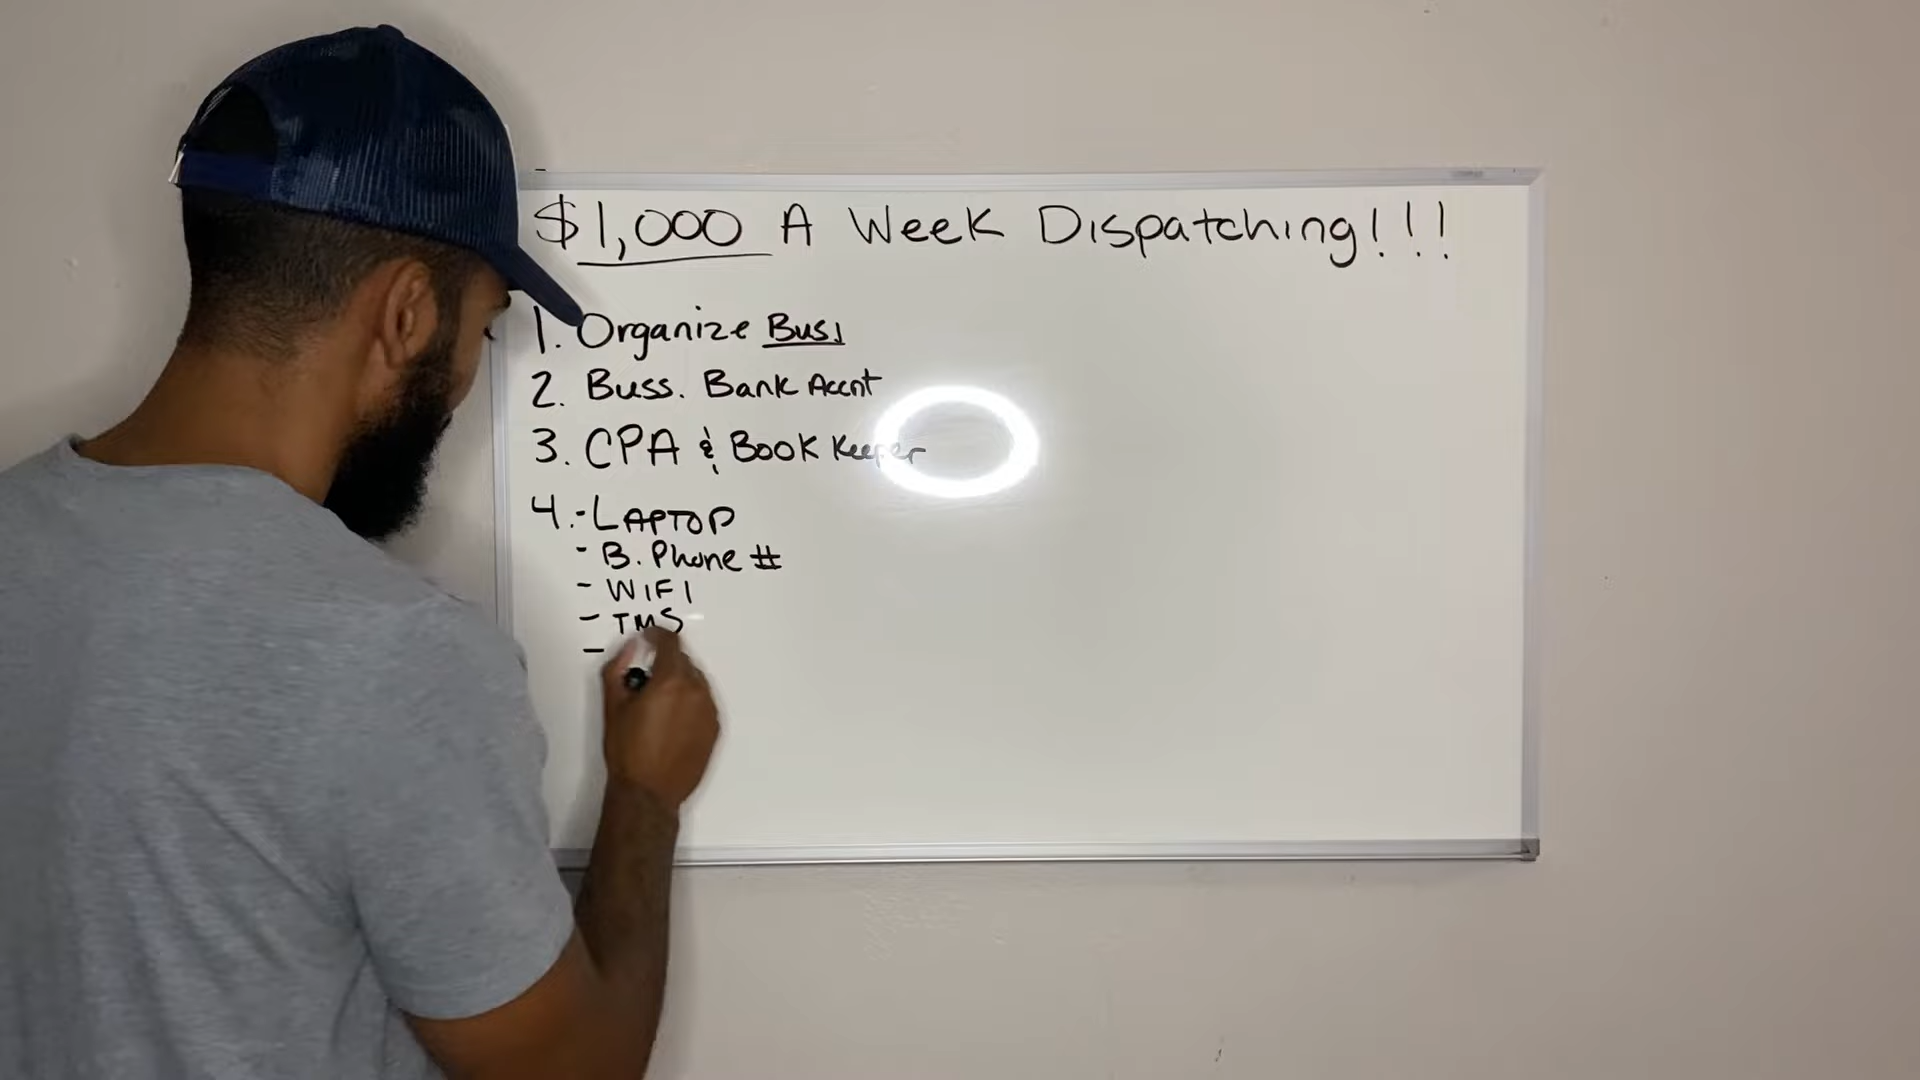 $1,000 A Week Dispatching!!!
1. Organize Bus.
2. Buss. Bank Accnt
3. CPA & Book Keeper
4. - LAPTOP
- B. Phone #
- WIFI
- TMS
-